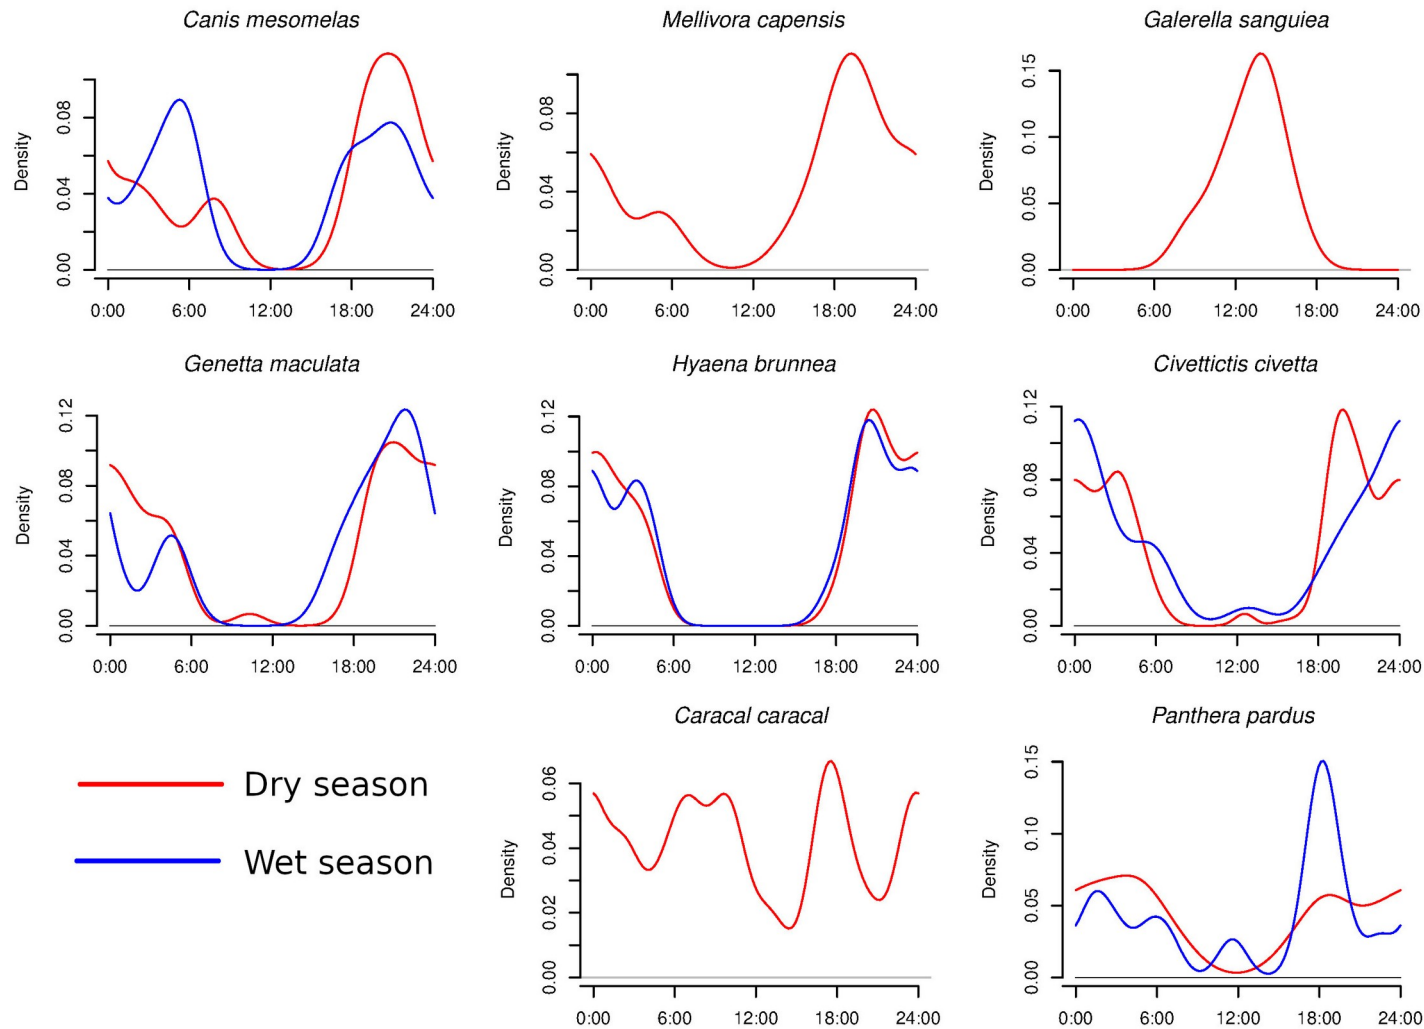 Canis mesomelas
Mellivora capensis
Galerella sanguiea
Density
0.00 0.04 0.08
0:00 6:00 12:00 18:00 24:00
Density
0.00 0.04 0.08
0:00 6:00 12:00 18:00 24:00
Density
0.00 0.05 0.10 0.15
0:00 6:00 12:00 18:00 24:00
Genetta maculata
Hyaena brunnea
Civettictis civetta
Density
0.00 0.04 0.08 0.12
0:00 6:00 12:00 18:00 24:00
Density
0.00 0.04 0.08 0.12
0:00 6:00 12:00 18:00 24:00
Density
0.00 0.04 0.08 0.12
0:00 6:00 12:00 18:00 24:00
Dry season
Wet season
Caracal caracal
Panthera pardus
Density
0.00 0.02 0.04 0.06
0:00 6:00 12:00 18:00 24:00
Density
0.00 0.05 0.10 0.15
0:00 6:00 12:00 18:00 24:00